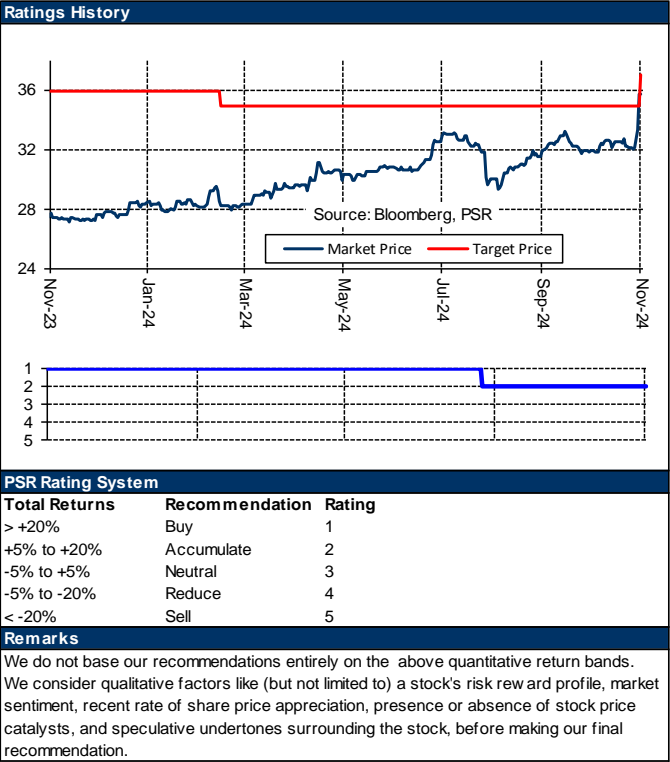 Ratings History
36
32
28
24
Source: Bloomberg, PSR
Market Price Target Price
Nov-23 Jan-24 Mar-24 May-24 Jul-24 Sep-24 Nov-24
1
2
3
4
5
PSR Rating System
Total Returns Recommendation Rating
> +20% Buy 1
+5% to +20% Accumulate 2
-5% to +5% Neutral 3
-5% to -20% Reduce 4
< -20% Sell 5
Remarks
We do not base our recommendations entirely on the above quantitative return bands.
We consider qualitative factors like (but not limited to) a stock's risk reward profile, market
sentiment, recent rate of share price appreciation, presence or absence of stock price
catalysts, and speculative undertones surrounding the stock, before making our final
recommendation.